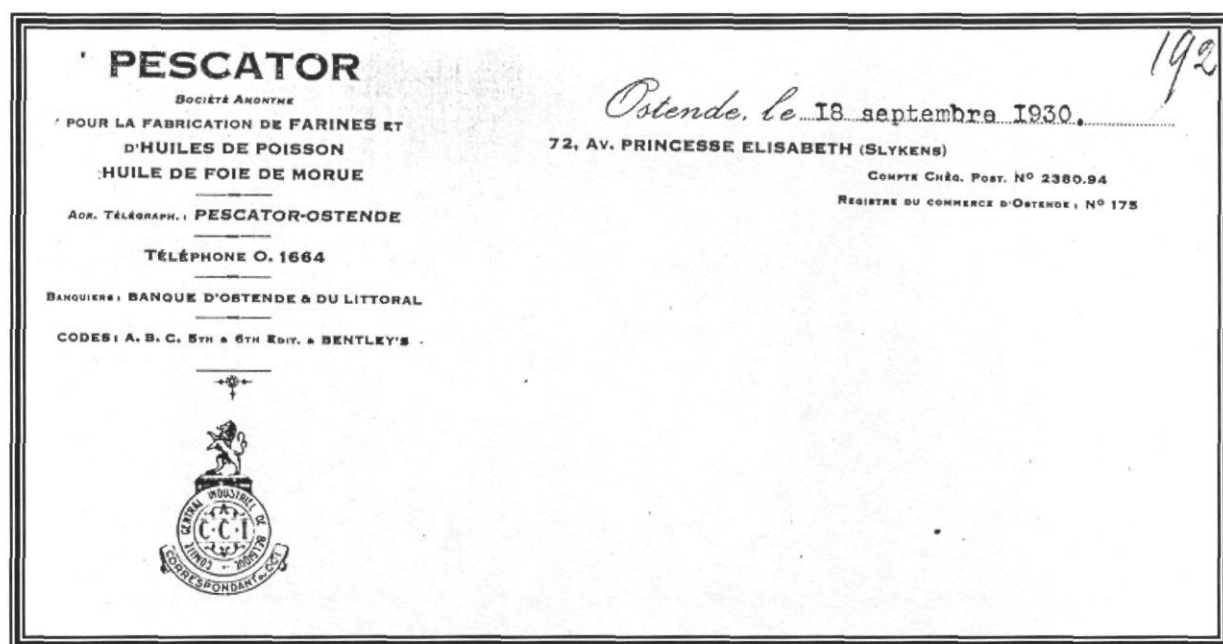 PESCATOR
SOCIÉTÉ ANONYME
POUR LA FABRICATION DE FARINES ET
D'HUILES DE POISSON
HUILE DE FOIE DE MORUE
ADR. TÉLÉGRAPH.: PESCATOR-OSTENDE
TÉLÉPHONE O. 1664
BANQUIERS: BANQUE D'OSTENDE & DU LITTORAL
CODES: A. B. C. 5TH & 6TH EDIT. & BENTLEY'S
COMITÉ CENTRAL INDUSTRIEL DE BELGIQUE
C.C.I
CORRESPONDANT DU CCI
192
Ostende, le 18 septembre 1930.
72, AV. PRINCESSE ELISABETH (SLYKENS)
COMPTE CHÈQ. POST. Nº 2380.94
REGISTRE DU COMMERCE D'OSTENDE: Nº 175